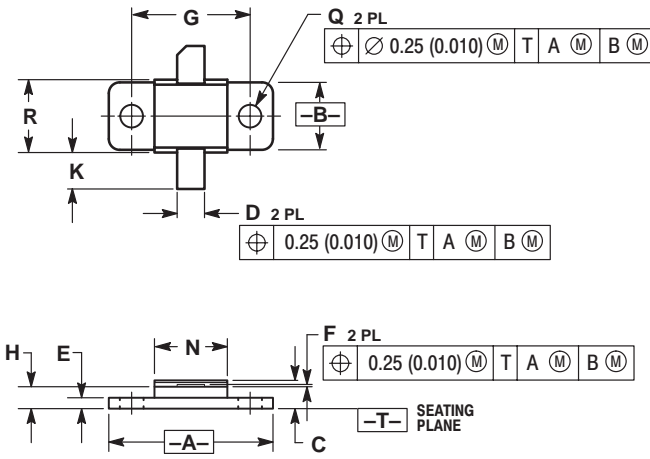 G
Q 2 PL
⌖ ∅ 0.25 (0.010) Ⓜ T A Ⓜ B Ⓜ
R
–B–
K
D 2 PL
⌖ 0.25 (0.010) Ⓜ T A Ⓜ B Ⓜ
H
E
N
F 2 PL
⌖ 0.25 (0.010) Ⓜ T A Ⓜ B Ⓜ
–T– SEATING
PLANE
–A–
C